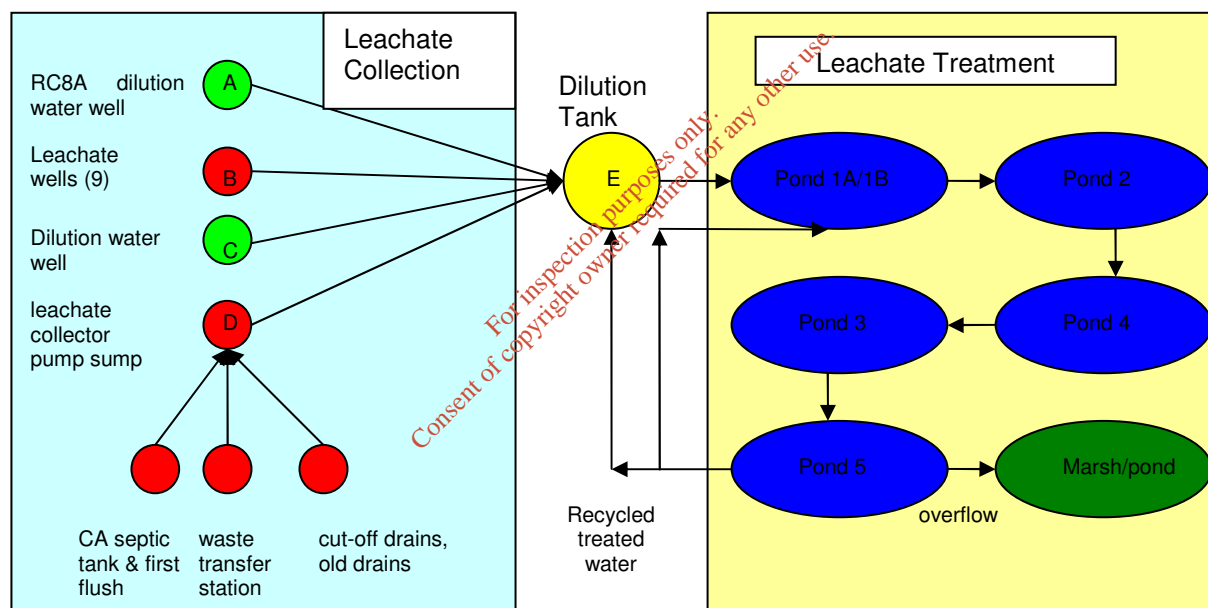 Leachate
Collection
RC8A dilution
water well
A
Leachate
wells (9)
B
Dilution water
well
C
leachate
collector
pump sump
D
CA septic
tank & first
flush
waste
transfer
station
cut-off drains,
old drains
Dilution
Tank
E
Recycled
treated
water
Leachate Treatment
Pond 1A/1B
Pond 2
Pond 3
Pond 4
Pond 5
Marsh/pond
overflow
For inspection purposes only.
Consent of copyright owner required for any other use.